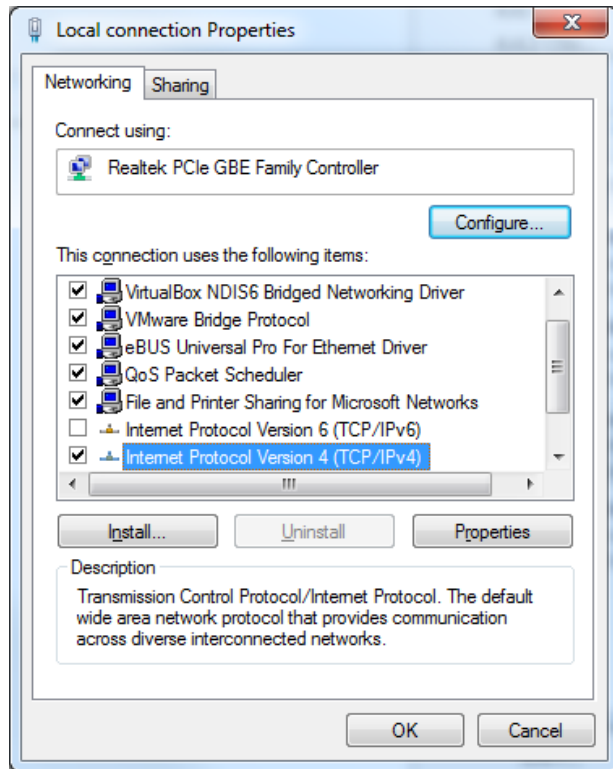 Local connection Properties
Networking
Sharing
Connect using:
Realtek PCIe GBE Family Controller
Configure...
This connection uses the following items:
VirtualBox NDIS6 Bridged Networking Driver
VMware Bridge Protocol
eBUS Universal Pro For Ethernet Driver
QoS Packet Scheduler
File and Printer Sharing for Microsoft Networks
Internet Protocol Version 6 (TCP/IPv6)
Internet Protocol Version 4 (TCP/IPv4)
Install...
Uninstall
Properties
Description
Transmission Control Protocol/Internet Protocol. The default
wide area network protocol that provides communication
across diverse interconnected networks.
OK
Cancel